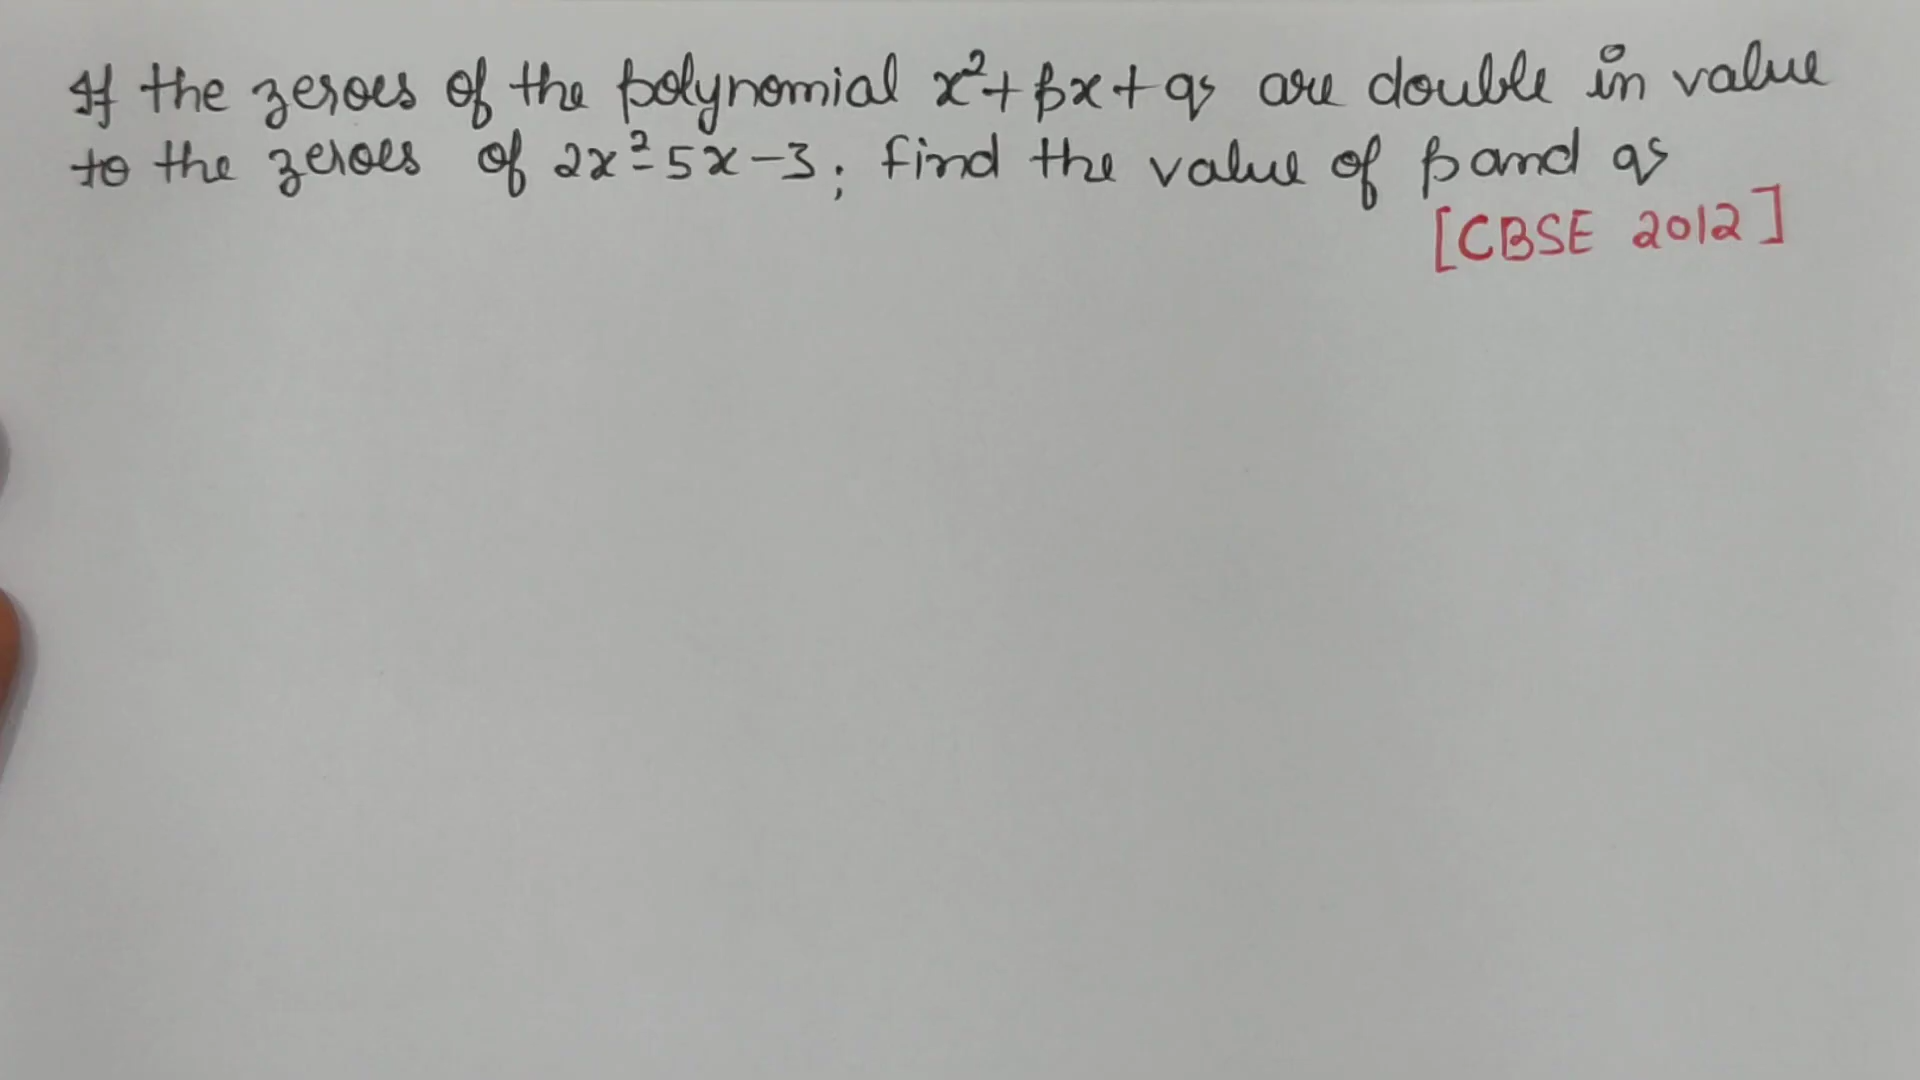 If the zeroes of the polynomial x²+px+q are double in value
to the zeroes of 2x²-5x-3; find the value of p and q
[CBSE 2012]